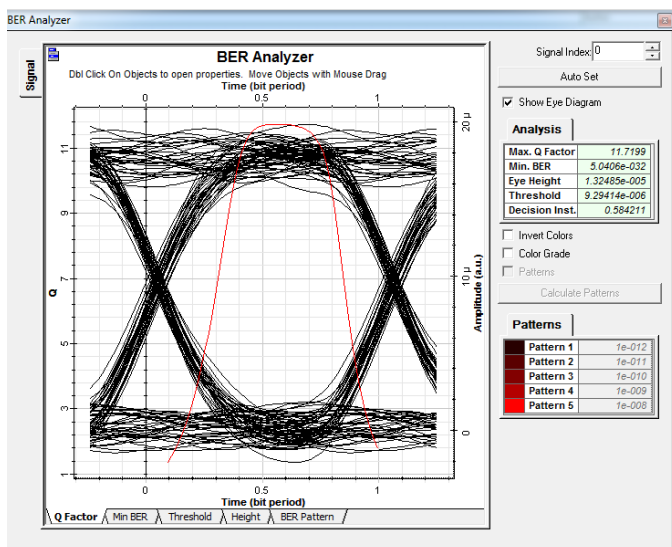 BER Analyzer
Signal
BER Analyzer
Dbl Click On Objects to open properties. Move Objects with Mouse Drag
Time (bit period)
0 0.5 1
11
9
7
5
3
1
Q
20 µ
10 µ
0
Amplitude (a.u.)
0 0.5 1
Time (bit period)
Q Factor Min BER Threshold Height BER Pattern
Signal Index: 0
Auto Set
Show Eye Diagram
Analysis
Max. Q Factor 11.7199
Min. BER 5.0406e-032
Eye Height 1.32485e-005
Threshold 9.29414e-006
Decision Inst. 0.584211
Invert Colors
Color Grade
Patterns
Calculate Patterns
Patterns
Pattern 1 1e-012
Pattern 2 1e-011
Pattern 3 1e-010
Pattern 4 1e-009
Pattern 5 1e-008